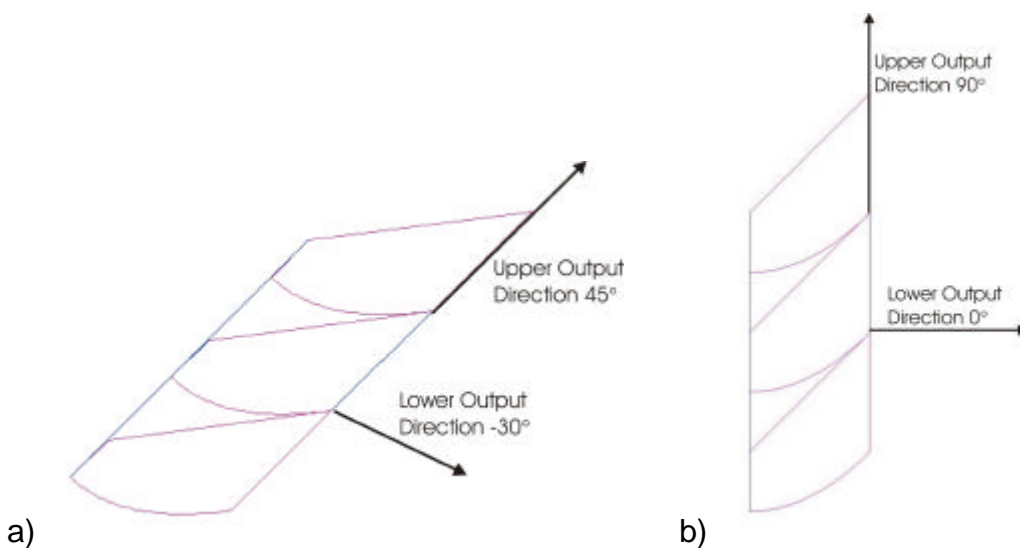 Upper Output
Direction 45°
Lower Output
Direction -30°
a)
Upper Output
Direction 90°
Lower Output
Direction 0°
b)